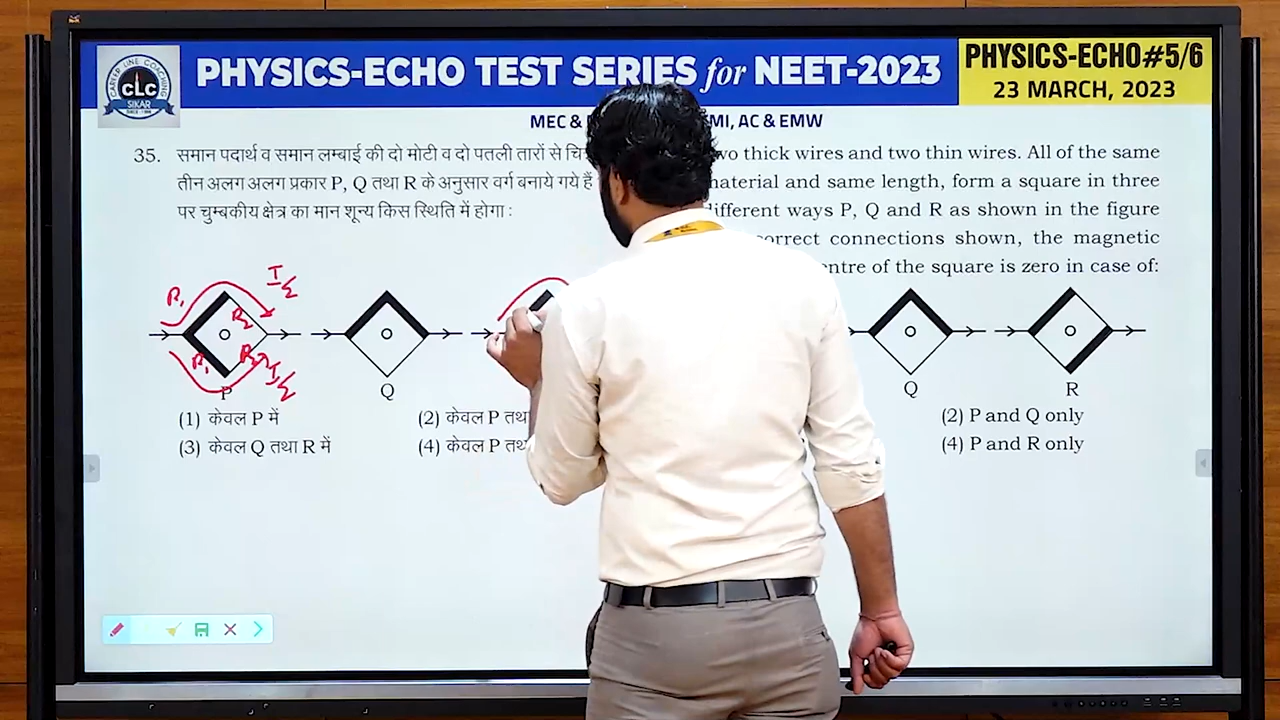 CAREER LINE COACHING
CLC
SIKAR
PHYSICS-ECHO TEST SERIES for NEET-2023
PHYSICS-ECHO#5/6
23 MARCH, 2023
MEC & MI, AC & EMW
35. समान पदार्थ व समान लम्बाई की दो मोटी व दो पतली तारों से
तीन अलग अलग प्रकार P, Q तथा R के अनुसार वर्ग बनाये गये हैं
पर चुम्बकीय क्षेत्र का मान शून्य किस स्थिति में होगा :
wo thick wires and two thin wires. All of the same
material and same length, form a square in three
different ways P, Q and R as shown in the figure
correct connections shown, the magnetic
entre of the square is zero in case of:
R₁ R₂ I/2
R₁ R₂ I/2
P Q Q R
(1) केवल P में (2) केवल P तथ (2) P and Q only
(3) केवल Q तथा R में (4) केवल P तथ (4) P and R only